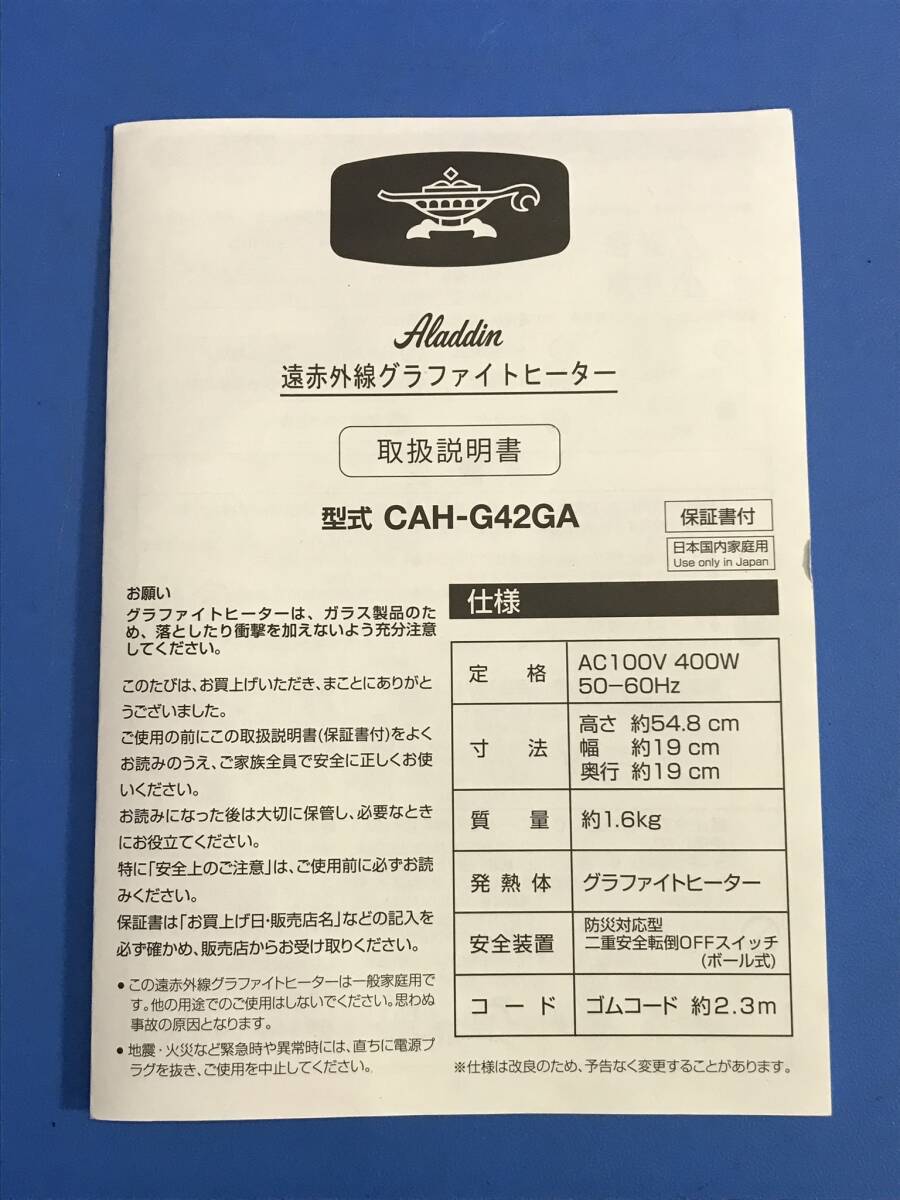 Aladdin
遠赤外線グラファイトヒーター
取扱説明書
型式 CAH-G42GA
保証書付
日本国内家庭用
Use only in Japan
お願い
グラファイトヒーターは、ガラス製品のた
め、落としたり衝撃を加えないよう充分注意
してください。
このたびは、お買上げいただき、まことにありがと
うございました。
ご使用の前にこの取扱説明書(保証書付)をよく
お読みのうえ、ご家族全員で安全に正しくお使
いください。
お読みになった後は大切に保管し、必要なとき
にお役立てください。
特に「安全上のご注意」は、ご使用前に必ずお読
みください。
保証書は「お買上げ日・販売店名」などの記入を
必ず確かめ、販売店からお受け取りください。
●この遠赤外線グラファイトヒーターは一般家庭用で
す。他の用途でのご使用はしないでください。思わぬ
事故の原因となります。
●地震・火災など緊急時や異常時には、直ちに電源プ
ラグを抜き、ご使用を中止してください。
仕様
定格 AC100V 400W
50-60Hz
寸法 高さ 約54.8 cm
幅 約19 cm
奥行 約19 cm
質量 約1.6kg
発熱体 グラファイトヒーター
安全装置 防災対応型
二重安全転倒OFFスイッチ
(ボール式)
コード ゴムコード 約2.3m
※仕様は改良のため、予告なく変更することがあります。